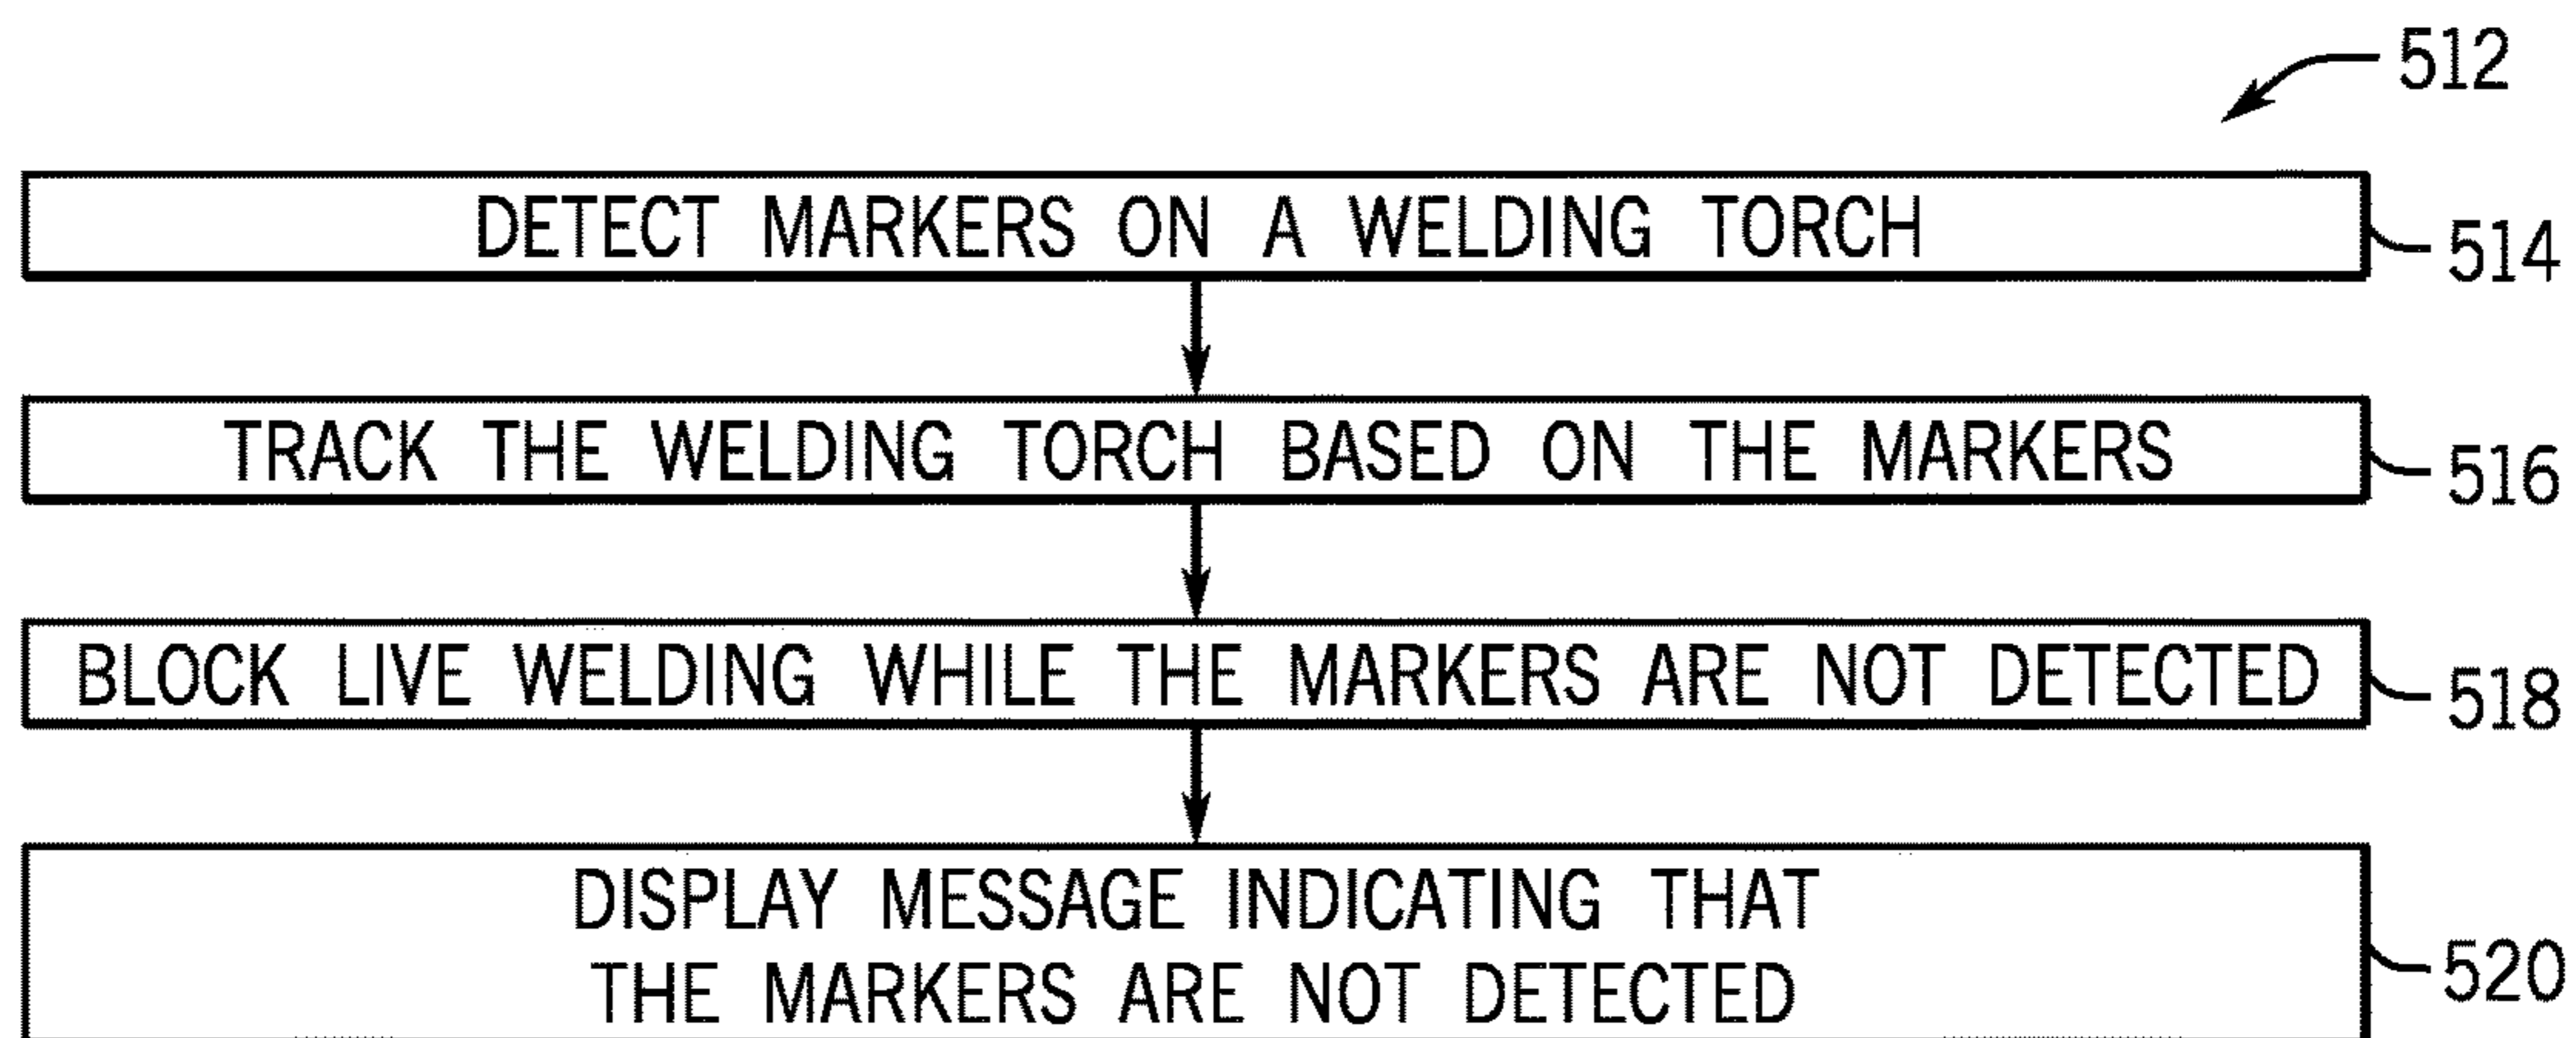 512
DETECT MARKERS ON A WELDING TORCH
514
TRACK THE WELDING TORCH BASED ON THE MARKERS
516
BLOCK LIVE WELDING WHILE THE MARKERS ARE NOT DETECTED
518
DISPLAY MESSAGE INDICATING THAT
THE MARKERS ARE NOT DETECTED
520